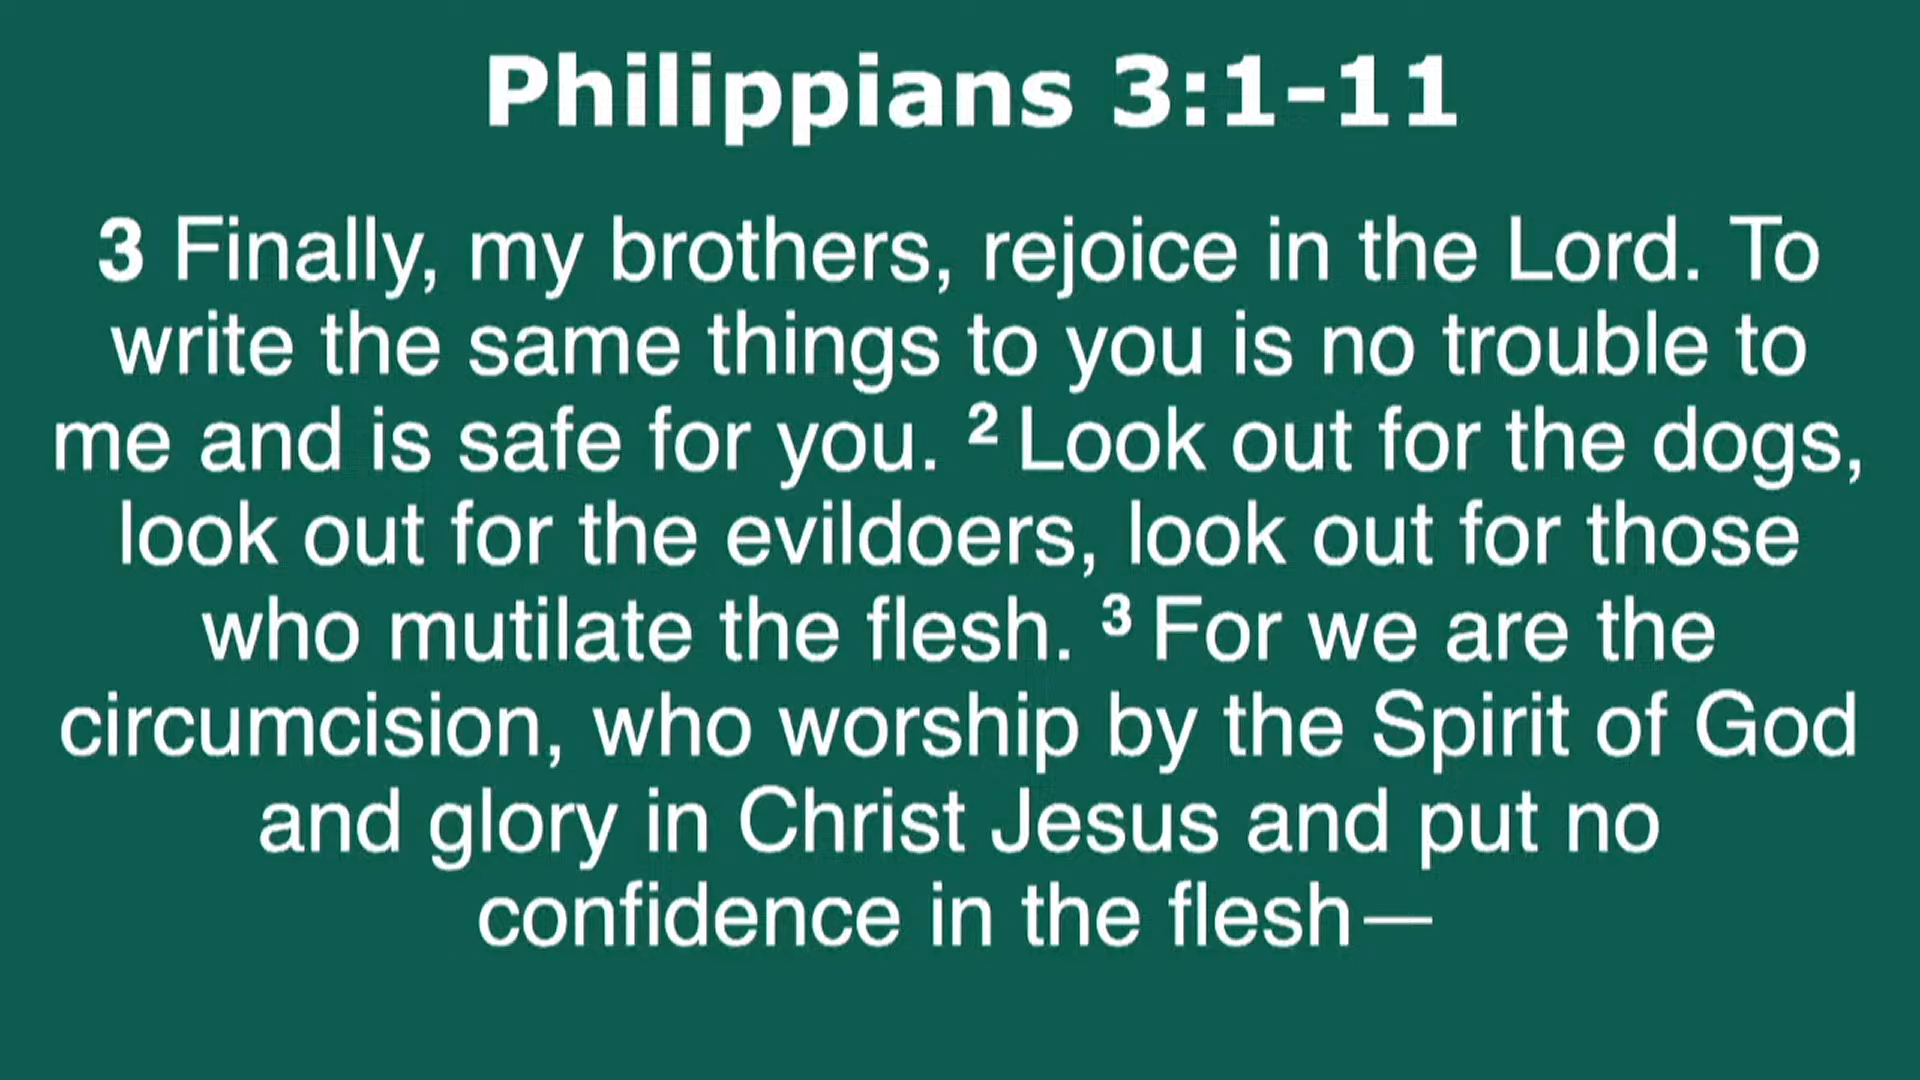 Philippians 3:1-11
3 Finally, my brothers, rejoice in the Lord. To
write the same things to you is no trouble to
me and is safe for you. 2 Look out for the dogs,
look out for the evildoers, look out for those
who mutilate the flesh. 3 For we are the
circumcision, who worship by the Spirit of God
and glory in Christ Jesus and put no
confidence in the flesh—